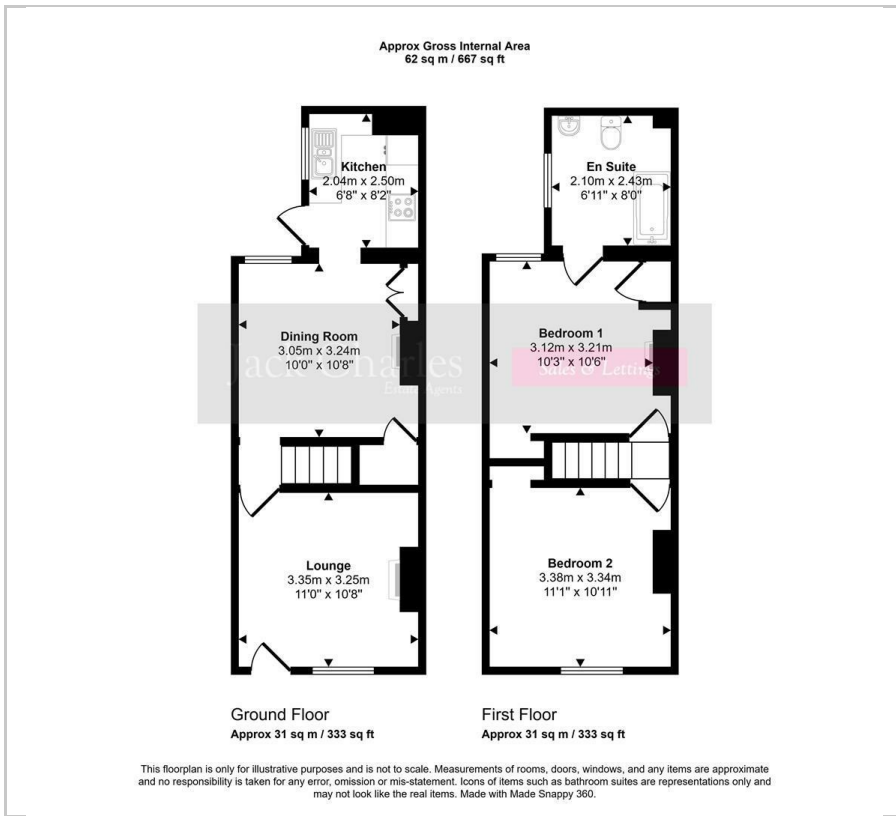 Approx Gross Internal Area
62 sq m / 667 sq ft
Kitchen
2.04m x 2.50m
6'8" x 8'2"
En Suite
2.10m x 2.43m
6'11" x 8'0"
Dining Room
3.05m x 3.24m
10'0" x 10'8"
Bedroom 1
3.12m x 3.21m
10'3" x 10'6"
Jack Charles
Estate Agents
Sales & Lettings
Lounge
3.35m x 3.25m
11'0" x 10'8"
Bedroom 2
3.38m x 3.34m
11'1" x 10'11"
Ground Floor
Approx 31 sq m / 333 sq ft
First Floor
Approx 31 sq m / 333 sq ft
This floorplan is only for illustrative purposes and is not to scale. Measurements of rooms, doors, windows, and any items are approximate
and no responsibility is taken for any error, omission or mis-statement. Icons of items such as bathroom suites are representations only and
may not look like the real items. Made with Made Snappy 360.